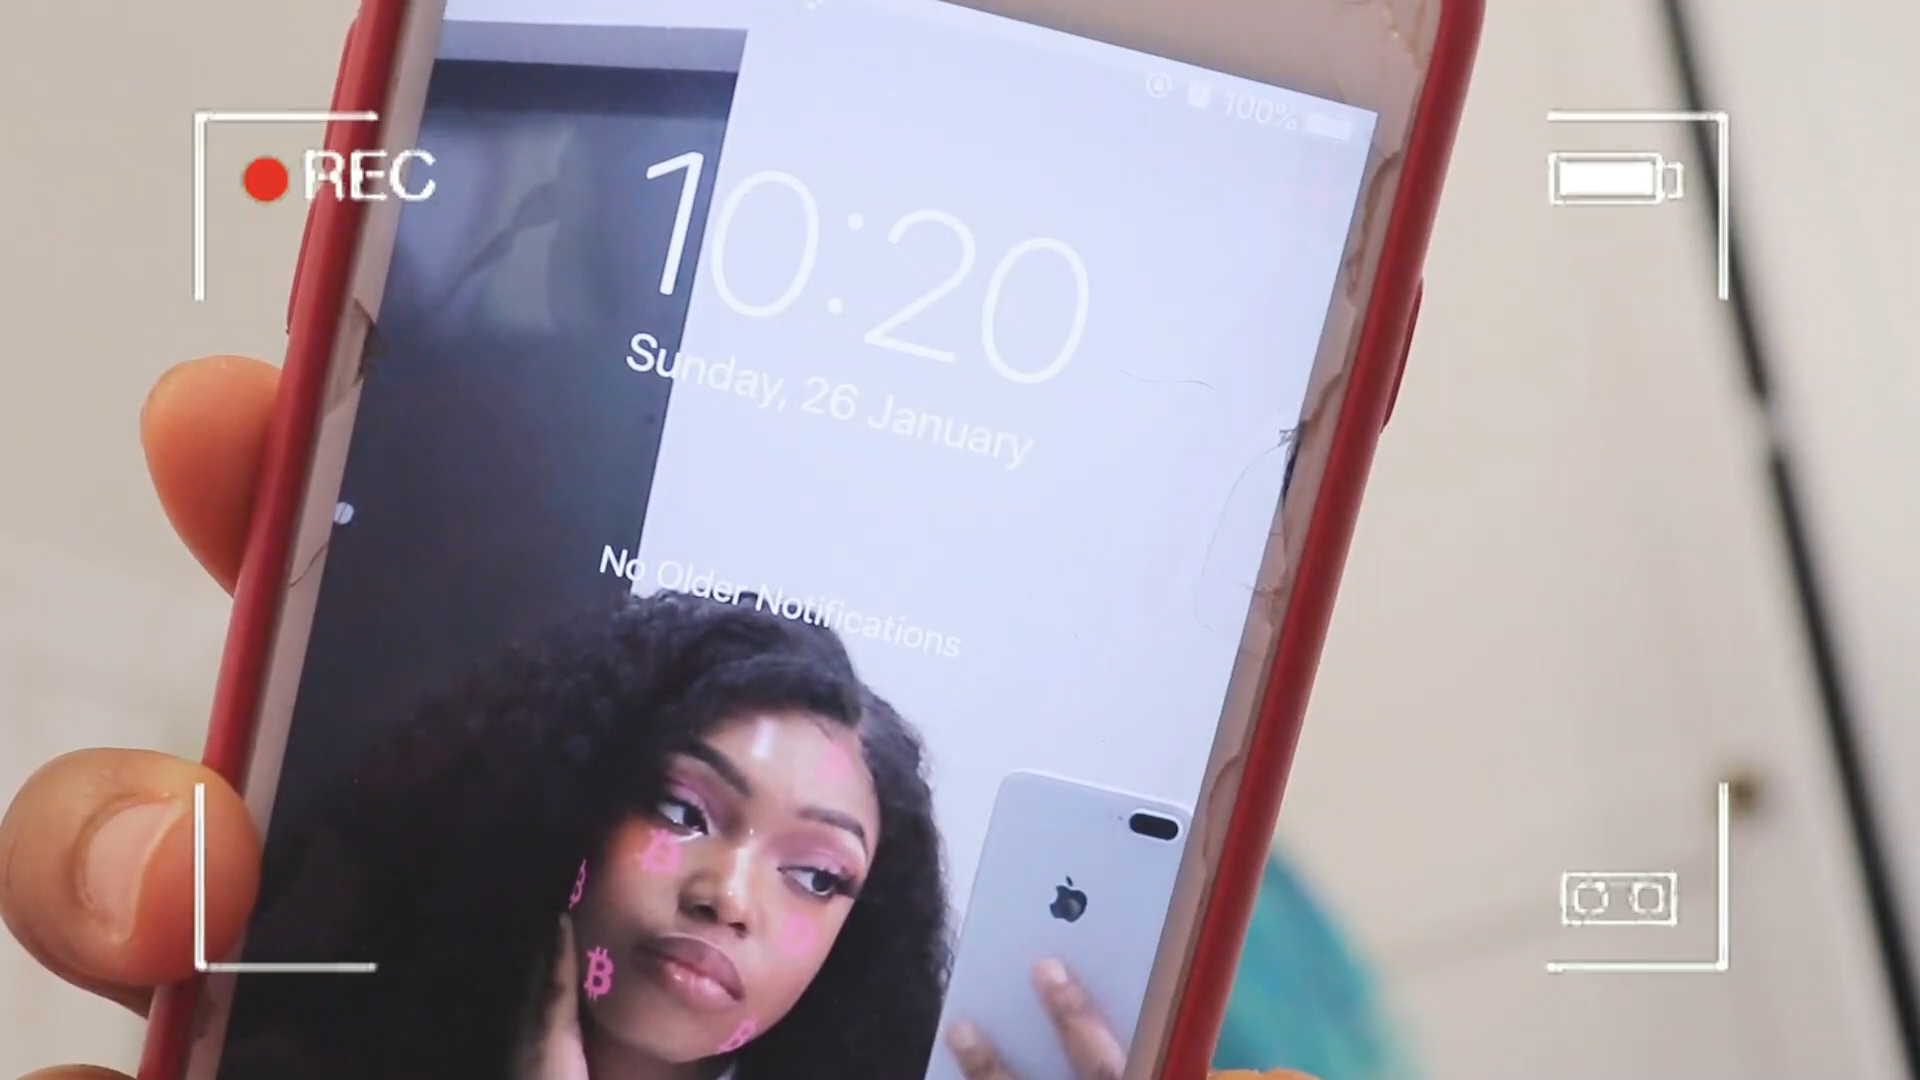 100%
REC
10:20
Sunday, 26 January
No Older Notifications